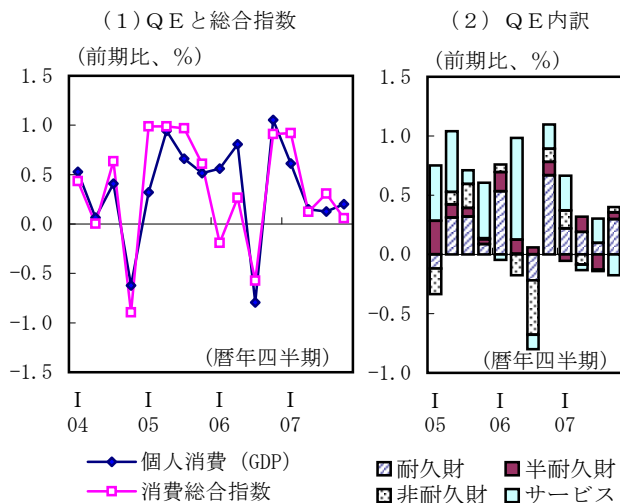 (1)QEと総合指数
(前期比、%)
1.5
1.0
0.5
0.0
−0.5
−1.0
−1.5
(暦年四半期)
Ⅰ Ⅰ Ⅰ Ⅰ
04 05 06 07
個人消費 (GDP)
消費総合指数
(2) QE内訳
(前期比、%)
1.5
1.0
0.5
0.0
-0.5
-1.0
(暦年四半期)
Ⅰ Ⅰ Ⅰ
05 06 07
耐久財 半耐久財
非耐久財 サービス